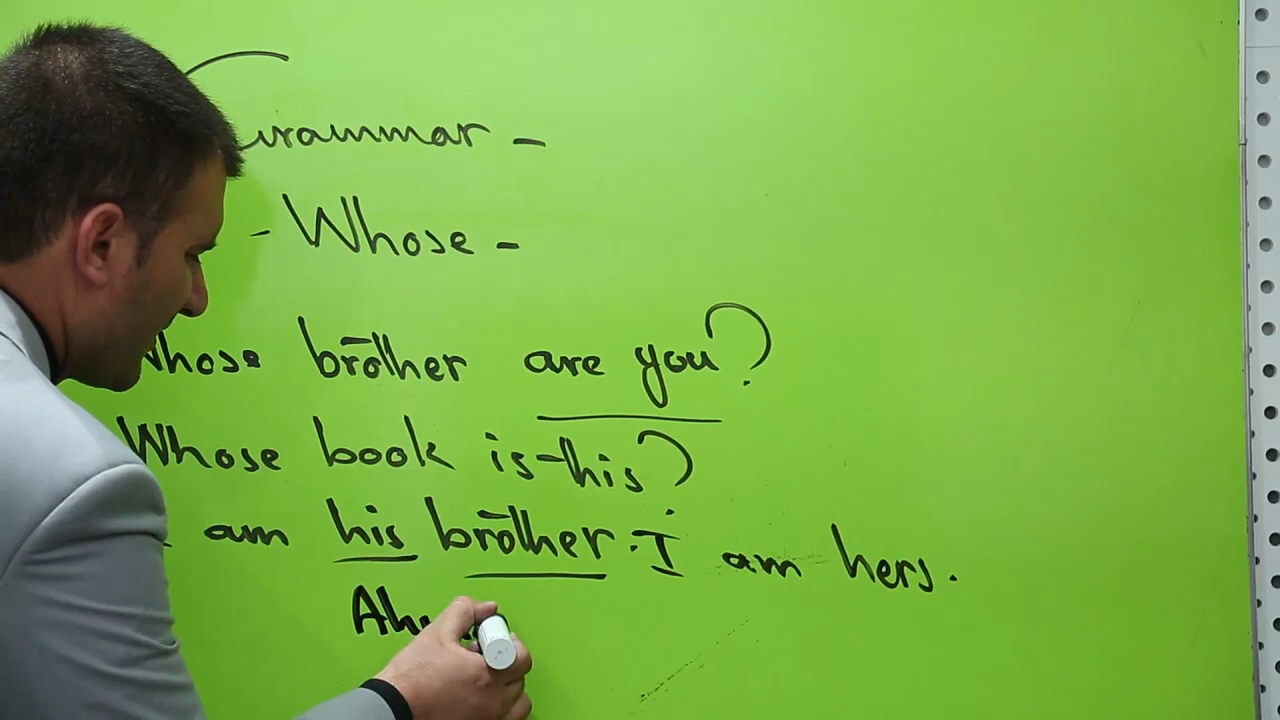 Grammar -
- Whose -
Whose brother are you?
Whose book is this?
am his brother. I am hers.